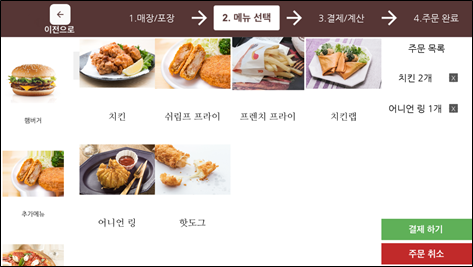 이전으로
1.매장/포장
2. 메뉴 선택
3.결제/계산
4.주문 완료
햄버거
추가메뉴
치킨
쉬림프 프라이
프렌치 프라이
치킨랩
어니언 링
핫도그
주문 목록
치킨 2개 X
어니언 링 1개 X
결제 하기
주문 취소